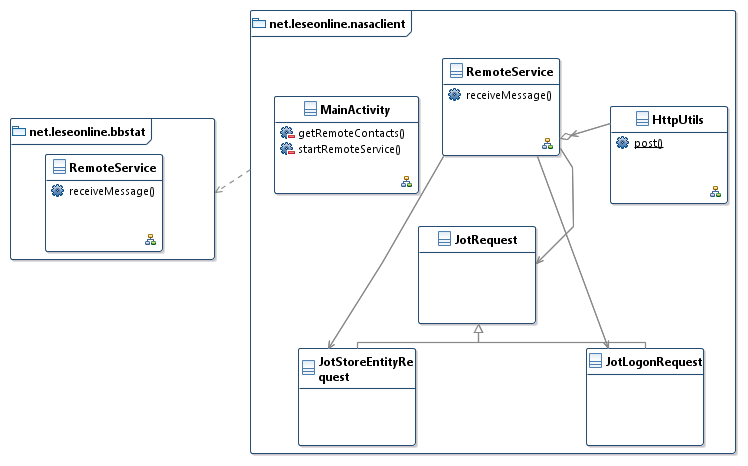 net.leseonline.nasaclient
RemoteService
receiveMessage()
MainActivity
getRemoteContacts()
startRemoteService()
HttpUtils
post()
net.leseonline.bbstat
RemoteService
receiveMessage()
JotRequest
JotStoreEntityRe
quest
JotLogonRequest